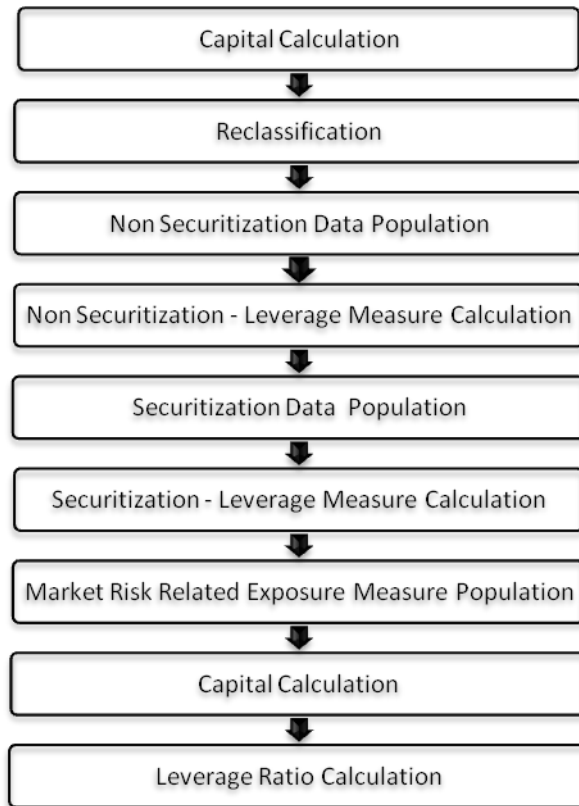 Capital Calculation
Reclassification
Non Securitization Data Population
Non Securitization - Leverage Measure Calculation
Securitization Data Population
Securitization - Leverage Measure Calculation
Market Risk Related Exposure Measure Population
Capital Calculation
Leverage Ratio Calculation